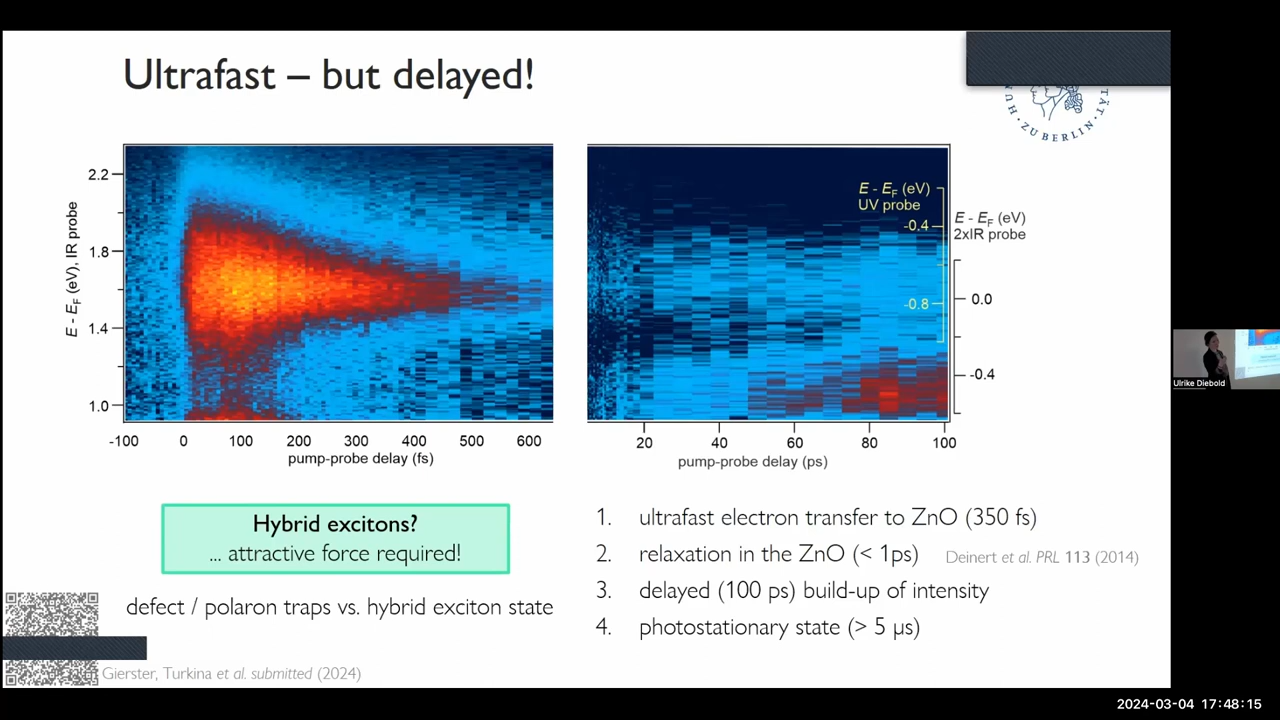 Ultrafast – but delayed!
ZU BERLIN
TÄT
2.2
1.8
1.4
1.0
E - EF (eV), IR probe
-100 0 100 200 300 400 500 600
pump-probe delay (fs)
E - EF (eV)
UV probe
-0.4
-0.8
E - EF (eV)
2xIR probe
0.0
-0.4
20 40 60 80 100
pump-probe delay (ps)
Hybrid excitons?
... attractive force required!
defect / polaron traps vs. hybrid exciton state
1. ultrafast electron transfer to ZnO (350 fs)
2. relaxation in the ZnO (< 1ps) Deinert et al. PRL 113 (2014)
3. delayed (100 ps) build-up of intensity
4. photostationary state (> 5 µs)
Gierster, Turkina et al. submitted (2024)
Ulrike Diebold
2024-03-04 17:48:15